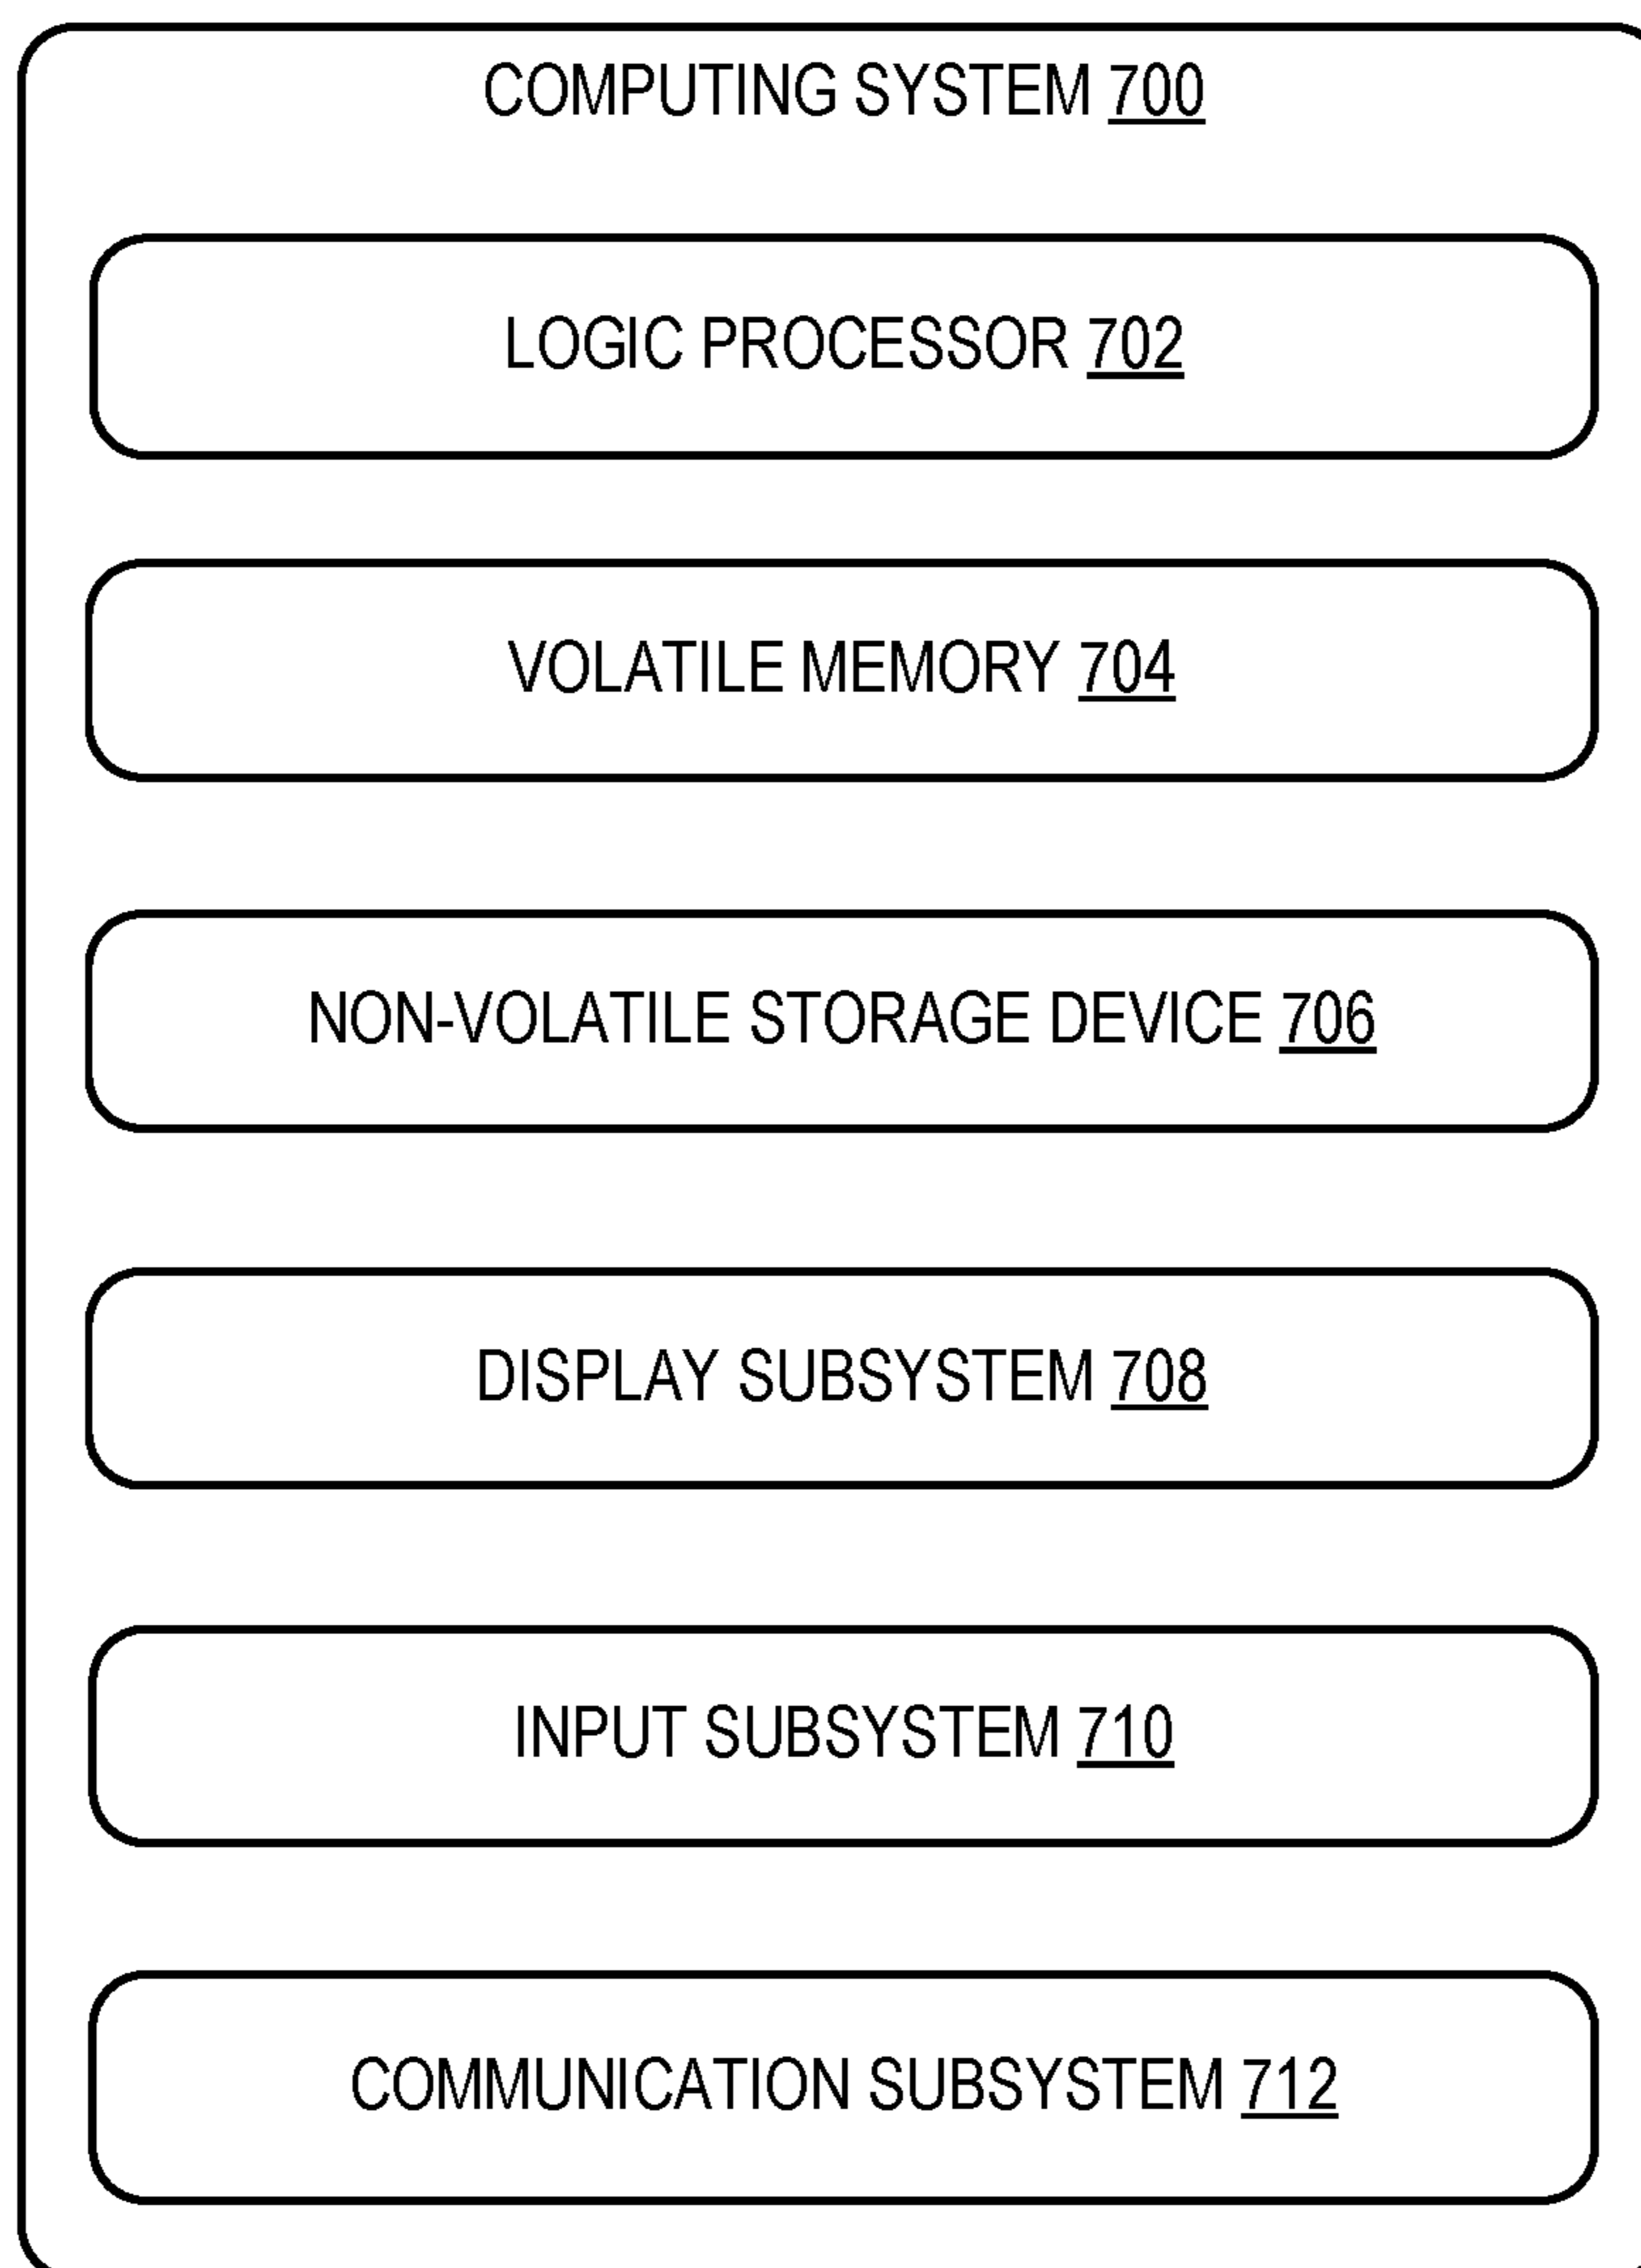 COMPUTING SYSTEM 700
LOGIC PROCESSOR 702
VOLATILE MEMORY 704
NON-VOLATILE STORAGE DEVICE 706
DISPLAY SUBSYSTEM 708
INPUT SUBSYSTEM 710
COMMUNICATION SUBSYSTEM 712